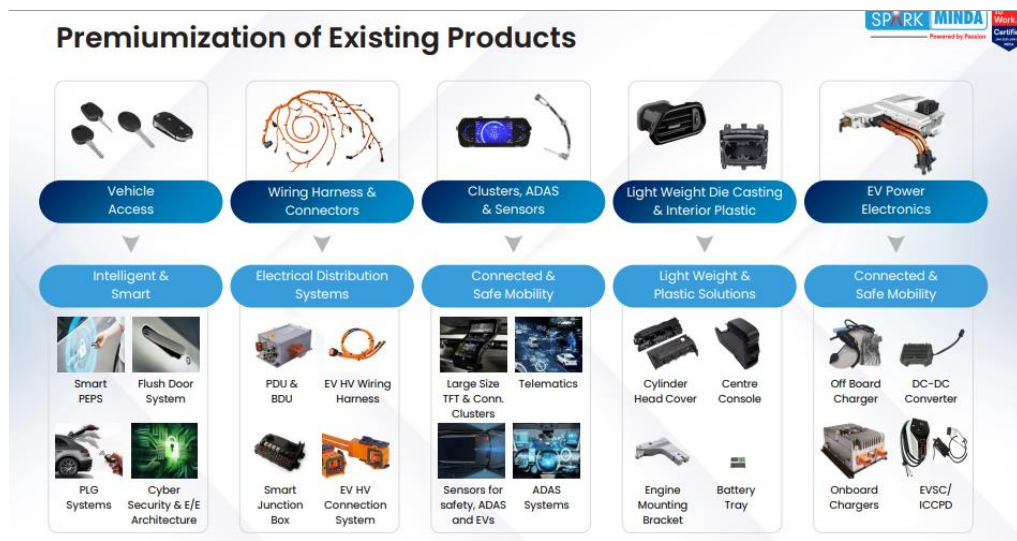 Premiumization of Existing Products
SPARK MINDA
Powered by Passion
Work.
Vehicle
Access
Wiring Harness &
Connectors
Clusters, ADAS
& Sensors
Light Weight Die Casting
& Interior Plastic
EV Power
Electronics
Intelligent &
Smart
Electrical Distribution
Systems
Connected &
Safe Mobility
Light Weight &
Plastic Solutions
Connected &
Safe Mobility
Smart
PEPS
Flush Door
System
PDU &
BDU
EV HV Wiring
Harness
Large Size
TFT & Conn.
Clusters
Telematics
Cylinder
Head Cover
Centre
Console
Off Board
Charger
DC-DC
Converter
PLG
Systems
Cyber
Security & E/E
Architecture
Smart
Junction
Box
EV HV
Connection
System
Sensors for
safety, ADAS
and EVs
ADAS
Systems
Engine
Mounting
Bracket
Battery
Tray
Onboard
Chargers
EVSC/
ICCPD